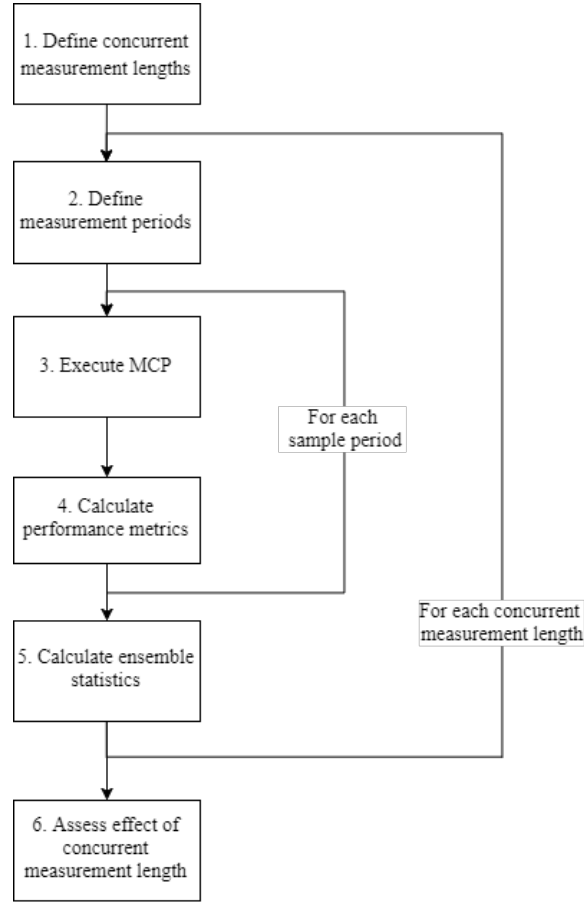 1. Define concurrent
measurement lengths
2. Define
measurement periods
3. Execute MCP
For each
sample period
4. Calculate
performance metrics
For each concurrent
measurement length
5. Calculate ensemble
statistics
6. Assess effect of
concurrent
measurement length